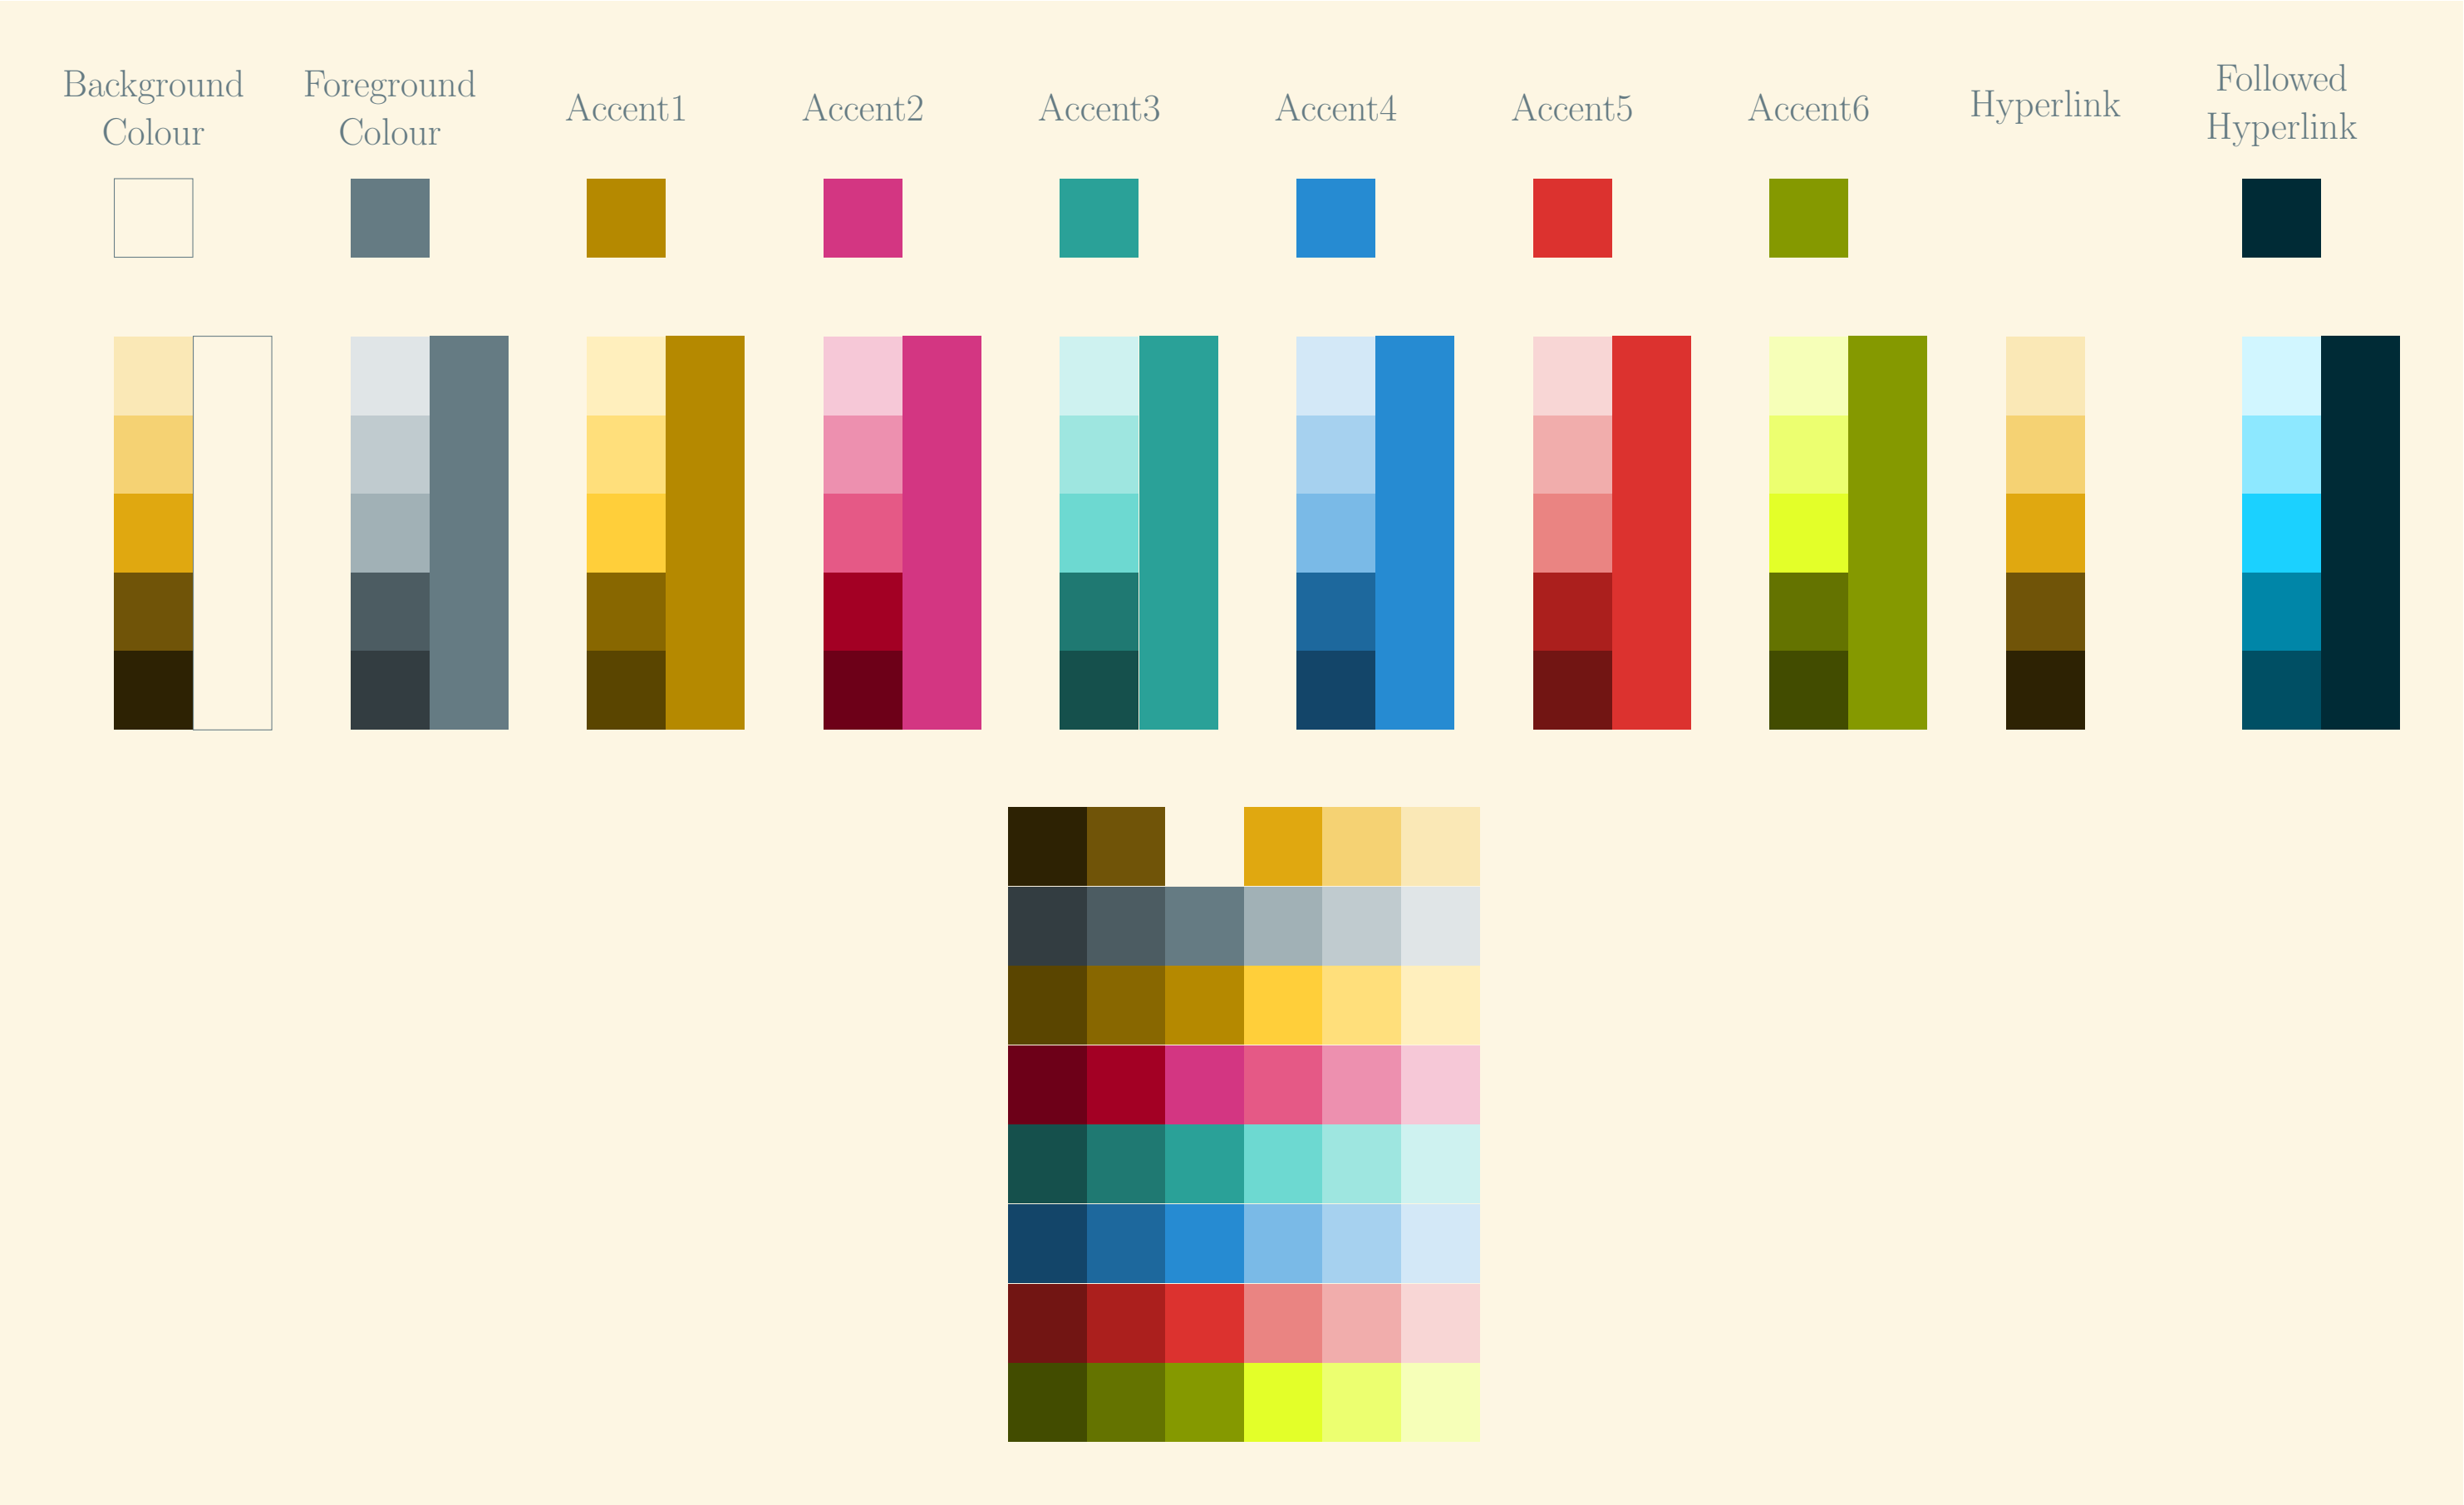 Background
Colour
Foreground
Colour
Accent1
Accent2
Accent3
Accent4
Accent5
Accent6
Hyperlink
Followed
Hyperlink